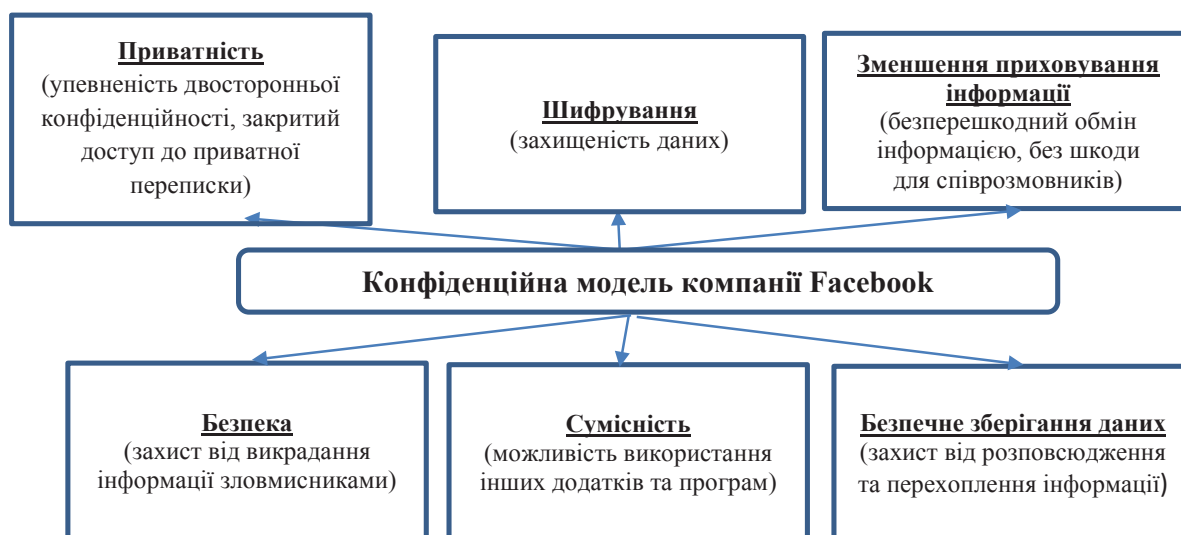 Приватність
(упевненість двосторонньої
конфіденційності, закритий
доступ до приватної
переписки)
Шифрування
(захищеність даних)
Зменшення приховування
інформації
(безперешкодний обмін
інформацією, без шкоди
для співрозмовників)
Конфіденційна модель компанії Facebook
Безпека
(захист від викрадання
інформації зловмисниками)
Сумісність
(можливість використання
інших додатків та програм)
Безпечне зберігання даних
(захист від розповсюдження
та перехоплення інформації)